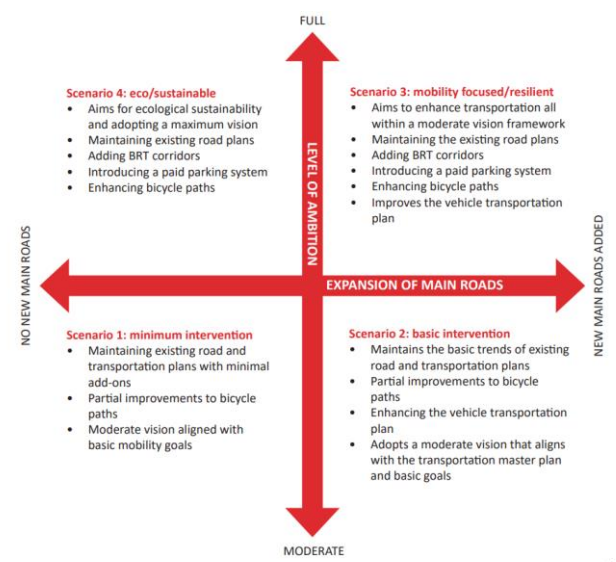 FULL
Scenario 4: eco/sustainable
• Aims for ecological sustainability
and adopting a maximum vision
• Maintaining existing road plans
• Adding BRT corridors
• Introducing a paid parking system
• Enhancing bicycle paths
Scenario 3: mobility focused/resilient
• Aims to enhance transportation all
within a moderate vision framework
• Maintaining the existing road plans
• Adding BRT corridors
• Introducing a paid parking system
• Enhancing bicycle paths
• Improves the vehicle transportation
plan
LEVEL OF AMBITION
NO NEW MAIN ROADS
EXPANSION OF MAIN ROADS
NEW MAIN ROADS ADDED
Scenario 1: minimum intervention
• Maintaining existing road and
transportation plans with minimal
add-ons
• Partial improvements to bicycle
paths
• Moderate vision aligned with
basic mobility goals
Scenario 2: basic intervention
• Maintains the basic trends of existing
road and transportation plans
• Partial improvements to bicycle
paths
• Enhancing the vehicle transportation
plan
• Adopts a moderate vision that aligns
with the transportation master plan
and basic goals
MODERATE